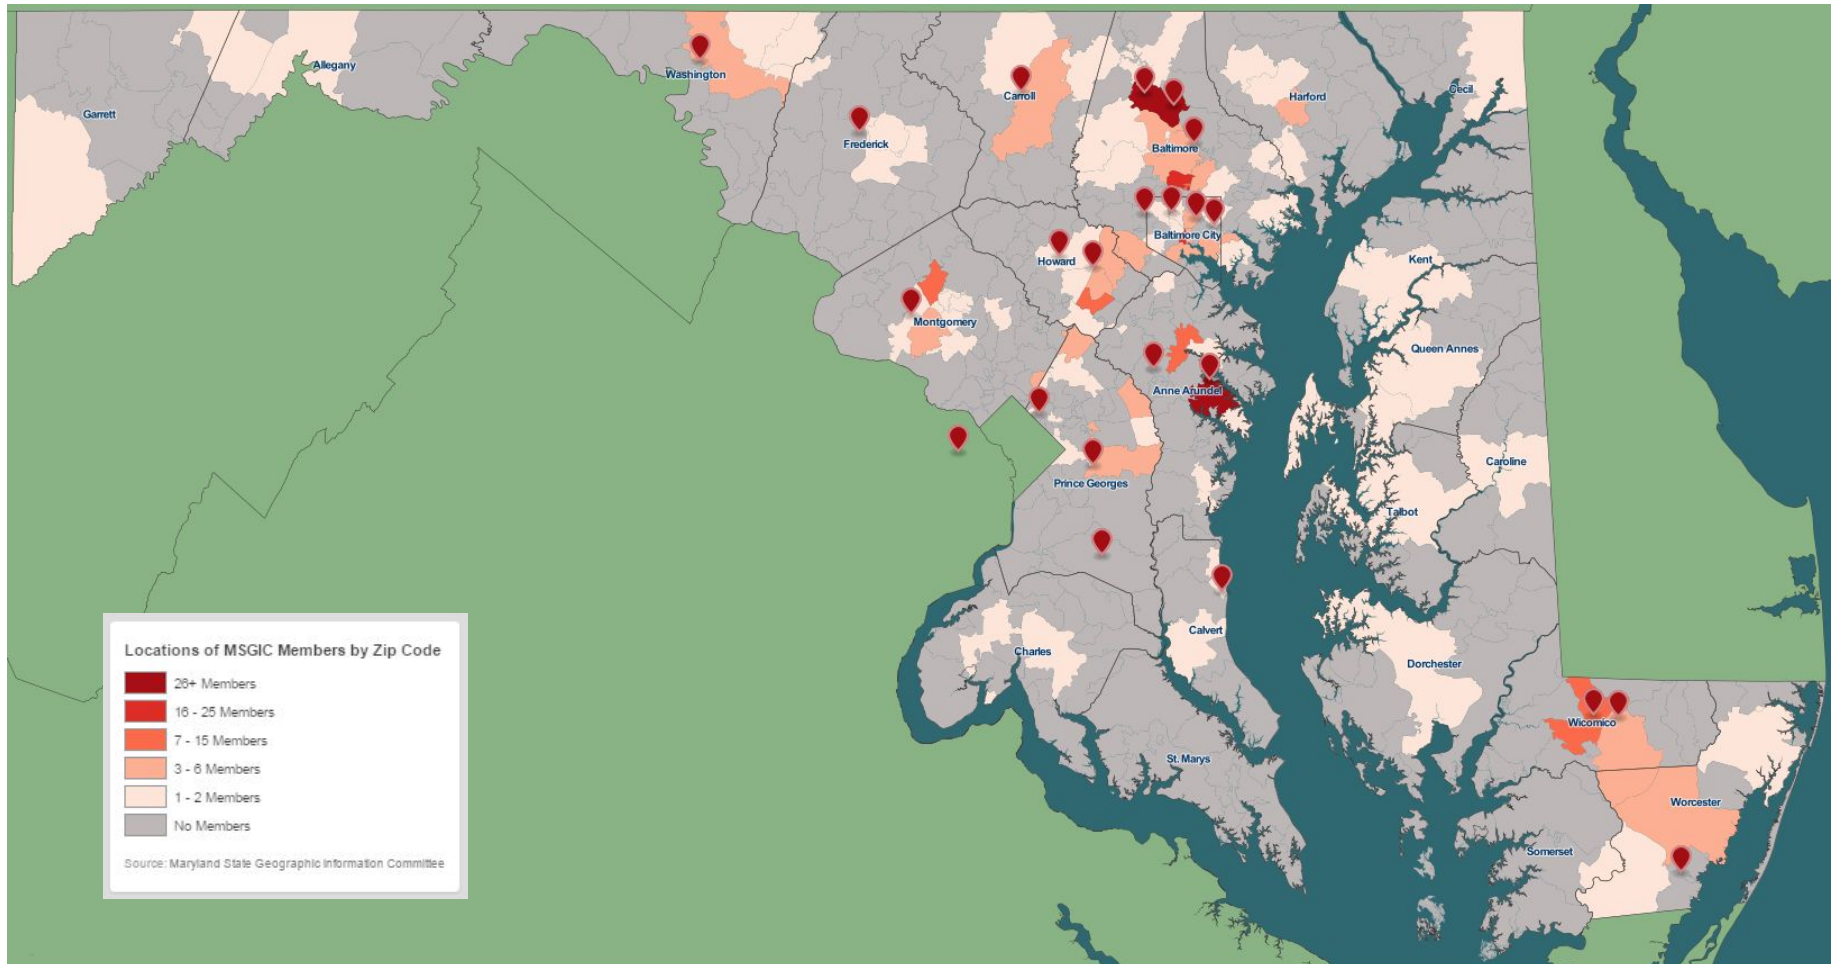 Garrett
Allegany
Washington
Frederick
Carroll
Baltimore
Harford
Cecil
Baltimore City
Howard
Montgomery
Kent
Queen Annes
Anne Arundel
Prince Georges
Caroline
Talbot
Calvert
Charles
Dorchester
St. Marys
Wicomico
Worcester
Somerset
Locations of MSGIC Members by Zip Code
26+ Members
16 - 25 Members
7 - 15 Members
3 - 6 Members
1 - 2 Members
No Members
Source: Maryland State Geographic Information Committee